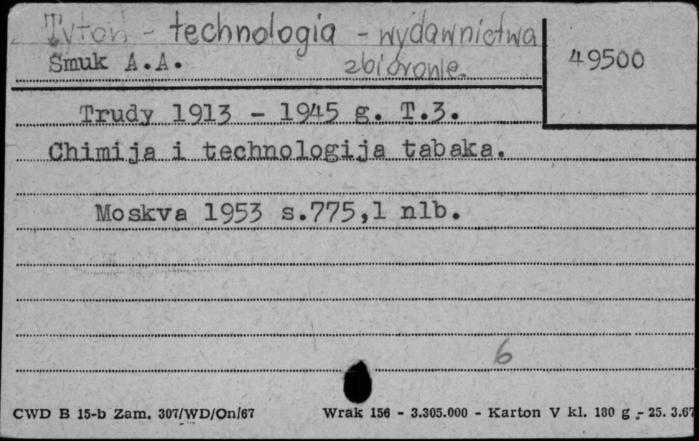 Tytoń - technologia - wydawnictwa
zbiorowe
Šmuk A.A.
49500
Trudy 1913 - 1945 g. T.3.
Chimija i technologija tabaka.
Moskva 1953 s.775,1 nlb.
6
CWD B 15-b Zam. 307/WD/On/67
Wrak 156 - 3.305.000 - Karton V kl. 180 g - 25. 3.67